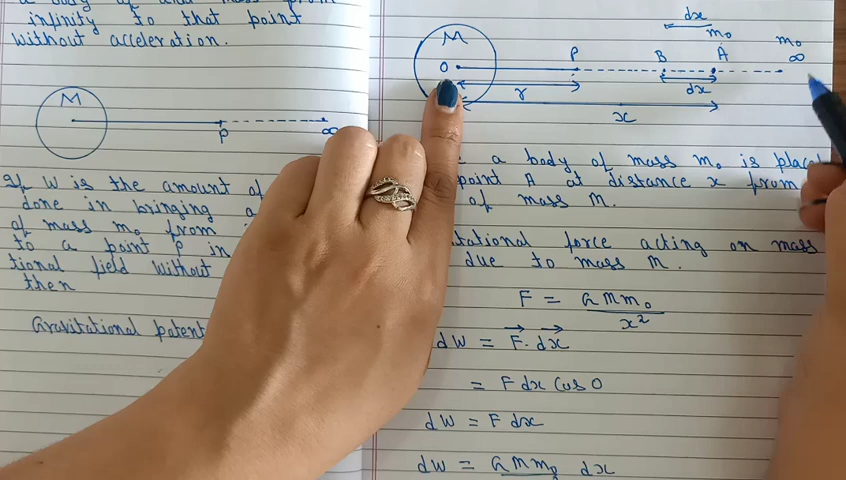 infinity to that point
without acceleration.
M
P
∞
If W is the amount of
done in bringing a
of mass m₀ from
to a point P in
tional field without
then
Gravitational potent
dx
M
m₀
m₀
O
P
B
A
∞
r
dx
x
a body of mass m₀ is place
point A at distance x from
of mass M.
tational force acting on mass
due to mass M.
F = GMm₀
x²
dW = F⃗ . dx⃗
= F dx Cos 0
dW = F dx
dW = GMm₀ dx